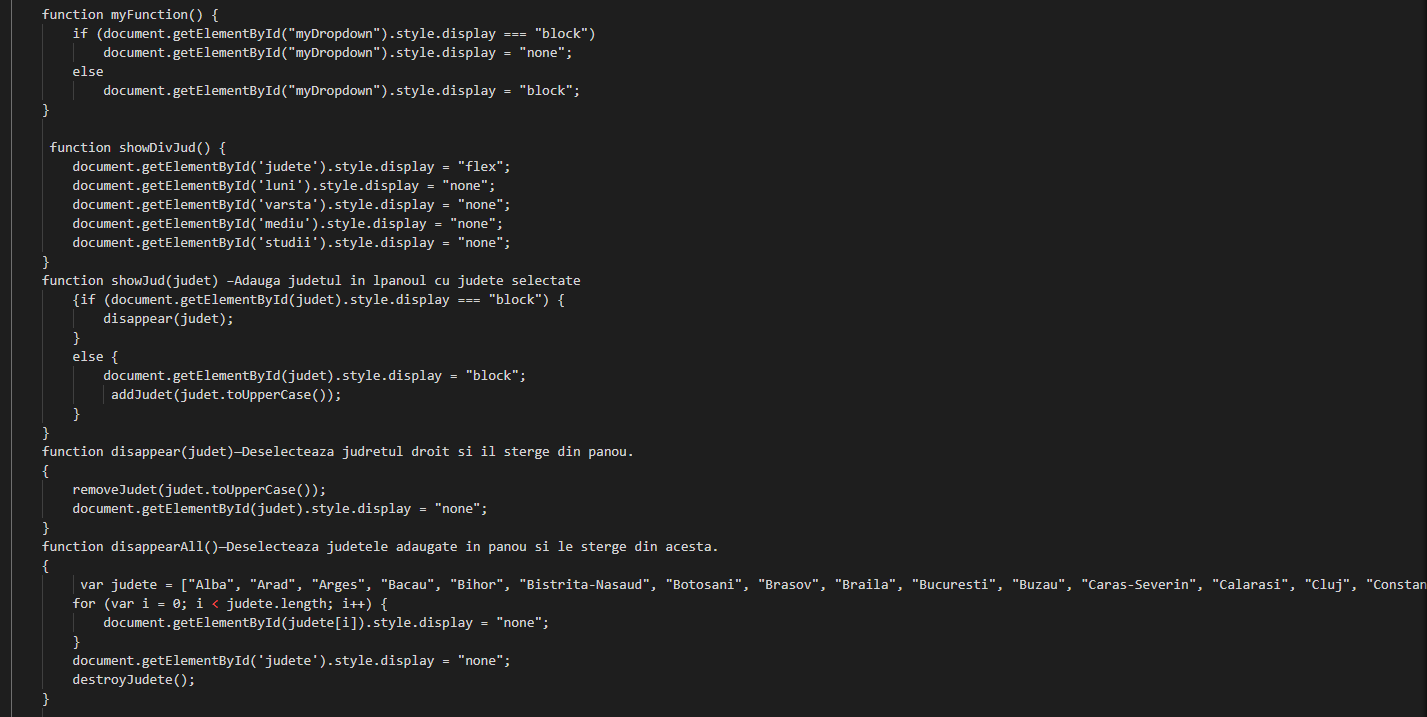 function myFunction() {
if (document.getElementById("myDropdown").style.display === "block")
document.getElementById("myDropdown").style.display = "none";
else
document.getElementById("myDropdown").style.display = "block";
}
function showDivJud() {
document.getElementById('judete').style.display = "flex";
document.getElementById('luni').style.display = "none";
document.getElementById('varsta').style.display = "none";
document.getElementById('mediu').style.display = "none";
document.getElementById('studii').style.display = "none";
}
function showJud(judet) –Adauga judetul in lpanoul cu judete selectate
{if (document.getElementById(judet).style.display === "block") {
disappear(judet);
}
else {
document.getElementById(judet).style.display = "block";
addJudet(judet.toUpperCase());
}
}
function disappear(judet)–Deselecteaza judretul droit si il sterge din panou.
{
removeJudet(judet.toUpperCase());
document.getElementById(judet).style.display = "none";
}
function disappearAll()–Deselecteaza judetele adaugate in panou si le sterge din acesta.
{
var judete = ["Alba", "Arad", "Arges", "Bacau", "Bihor", "Bistrita-Nasaud", "Botosani", "Brasov", "Braila", "Bucuresti", "Buzau", "Caras-Severin", "Calarasi", "Cluj", "Constan
for (var i = 0; i < judete.length; i++) {
document.getElementById(judete[i]).style.display = "none";
}
document.getElementById('judete').style.display = "none";
destroyJudete();
}